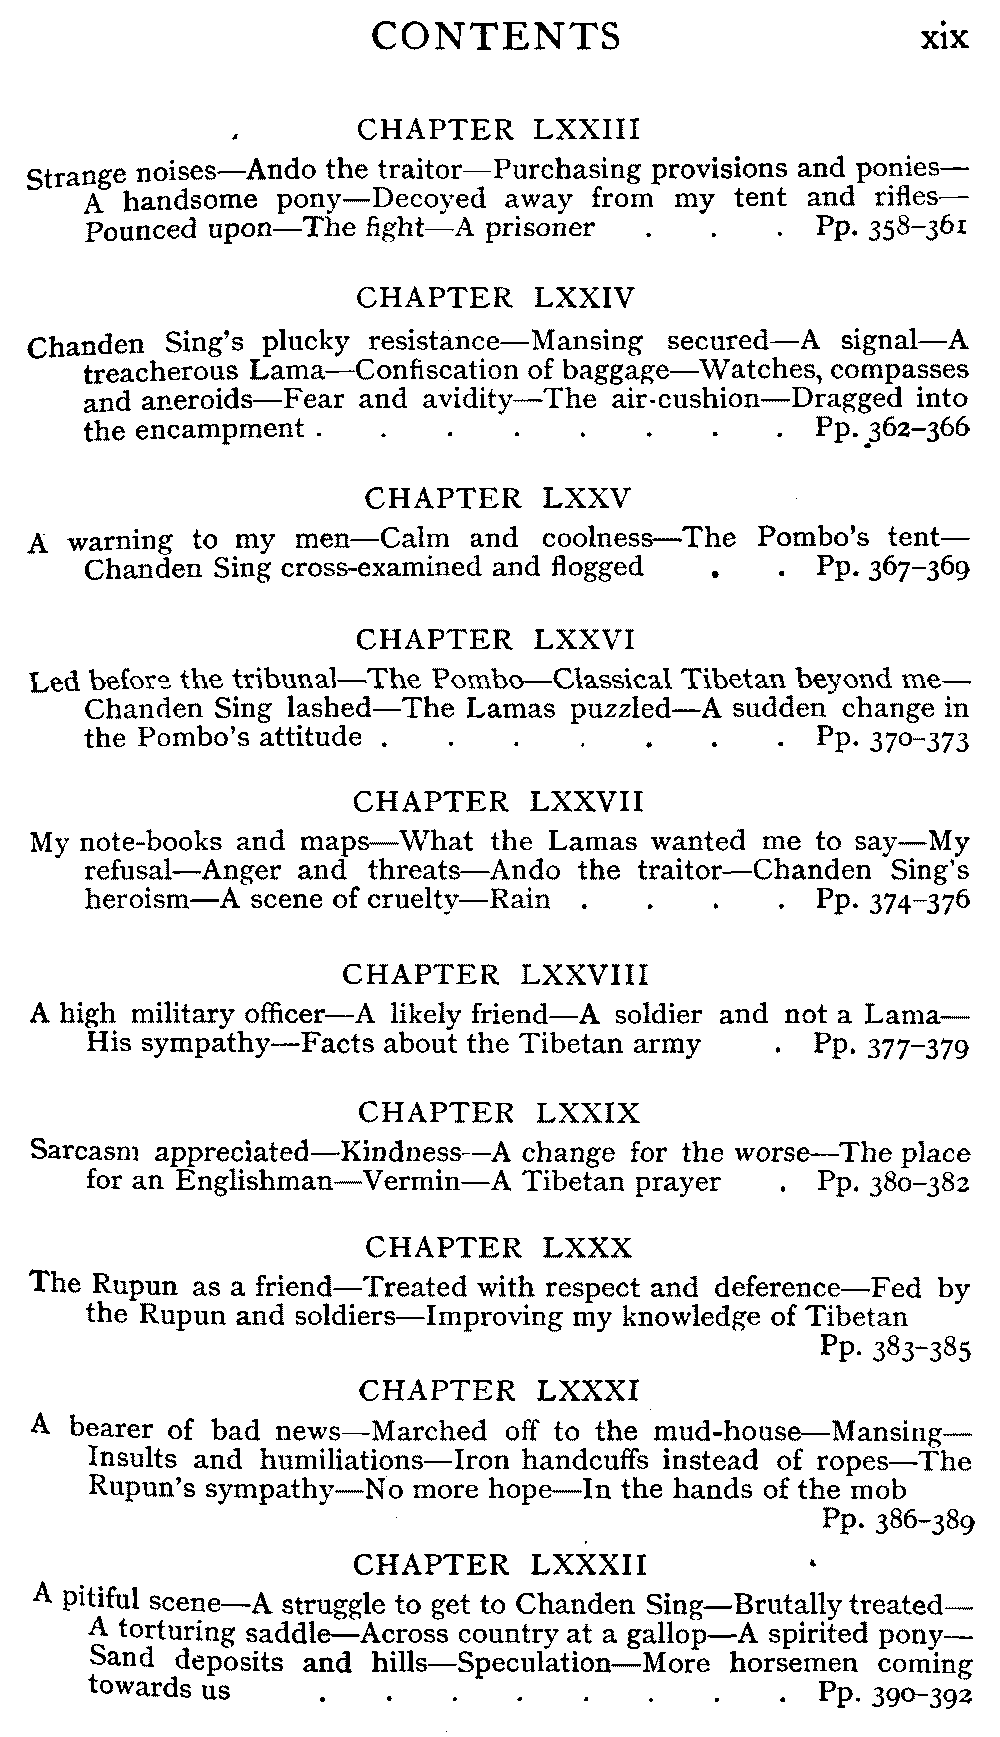 CONTENTS xix
CHAPTER LXXIII
Strange noises—Ando the traitor—Purchasing provisions and ponies—
A handsome pony—Decoyed away from my tent and rifles—
Pounced upon—The fight—A prisoner . . . Pp. 358–361
CHAPTER LXXIV
Chanden Sing's plucky resistance—Mansing secured—A signal—A
treacherous Lama—Confiscation of baggage—Watches, compasses
and aneroids—Fear and avidity—The air-cushion—Dragged into
the encampment . . . . . . . . Pp. 362–366
CHAPTER LXXV
A warning to my men—Calm and coolness—The Pombo's tent—
Chanden Sing cross-examined and flogged . . Pp. 367–369
CHAPTER LXXVI
Led before the tribunal—The Pombo—Classical Tibetan beyond me—
Chanden Sing lashed—The Lamas puzzled—A sudden change in
the Pombo's attitude . . . . . . . Pp. 370–373
CHAPTER LXXVII
My note-books and maps—What the Lamas wanted me to say—My
refusal—Anger and threats—Ando the traitor—Chanden Sing's
heroism—A scene of cruelty—Rain . . . . Pp. 374–376
CHAPTER LXXVIII
A high military officer—A likely friend—A soldier and not a Lama—
His sympathy—Facts about the Tibetan army . Pp. 377–379
CHAPTER LXXIX
Sarcasm appreciated—Kindness—A change for the worse—The place
for an Englishman—Vermin—A Tibetan prayer . Pp. 380–382
CHAPTER LXXX
The Rupun as a friend—Treated with respect and deference—Fed by
the Rupun and soldiers—Improving my knowledge of Tibetan
Pp. 383–385
CHAPTER LXXXI
A bearer of bad news—Marched off to the mud-house—Mansing—
Insults and humiliations—Iron handcuffs instead of ropes—The
Rupun's sympathy—No more hope—In the hands of the mob
Pp. 386–389
CHAPTER LXXXII
A pitiful scene—A struggle to get to Chanden Sing—Brutally treated—
A torturing saddle—Across country at a gallop—A spirited pony—
Sand deposits and hills—Speculation—More horsemen coming
towards us . . . . . . . . Pp. 390–392